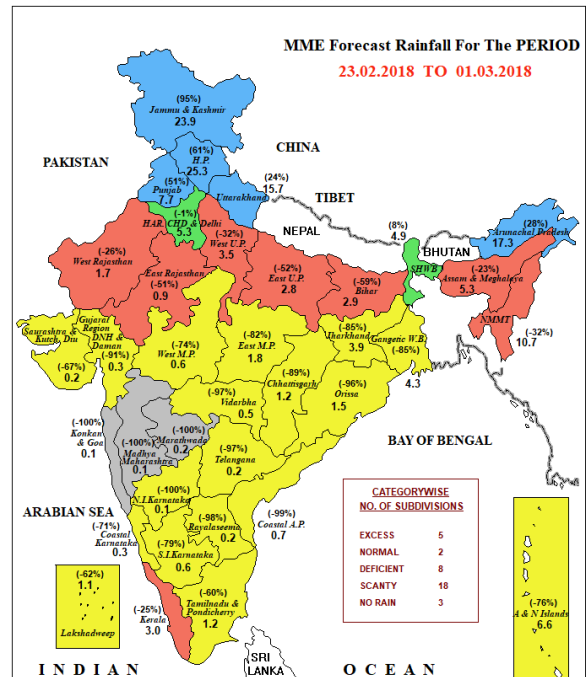 MME Forecast Rainfall For The PERIOD
23.02.2018 TO 01.03.2018
(95%)
Jammu & Kashmir
23.9
CHINA
(61%)
H.P.
25.3
PAKISTAN
(51%)
Punjab
7.7
(24%)
15.7
Uttarakhand
TIBET
(-1%)
HAR. CHD & Delhi
5.3
(-32%)
West U.P.
3.5
NEPAL
(8%)
4.9
BHUTAN
(28%)
Arunachal Pradesh
17.3
(-26%)
West Rajasthan
1.7
East Rajasthan
(-51%)
0.9
(-52%)
East U.P.
2.8
(-59%)
Bihar
2.9
SHWB
(-23%)
Assam & Meghalaya
5.3
NMMT
(-32%)
10.7
Saurashtra &
Kutch, Diu
(-67%)
0.2
Gujarat
Region
DNH &
Daman
(-91%)
0.3
(-74%)
West M.P.
0.6
(-82%)
East M.P.
1.8
(-85%)
Jharkhand
3.9
Gangetic W.B.
(-85%)
4.3
(-89%)
Chhattisgarh
1.2
(-96%)
Orissa
1.5
(-97%)
Vidarbha
0.5
(-100%)
Konkan
& Goa
0.1
(-100%)
Madhya
Maharashtra
0.1
(-100%)
Marathwada
0.2
(-97%)
Telangana
0.2
BAY OF BENGAL
ARABIAN SEA
(-100%)
N.I.Karnataka
0.1
(-98%)
Rayalaseema
0.2
(-99%)
Coastal A.P.
0.7
(-71%)
Coastal
Karnataka
0.3
(-79%)
S.I.Karnataka
0.6
CATEGORYWISE
NO. OF SUBDIVISIONS
EXCESS 5
NORMAL 2
DEFICIENT 8
SCANTY 18
NO RAIN 3
(-62%)
1.1
Lakshadweep
(-25%)
Kerala
3.0
(-60%)
Tamilnadu &
Pondicherry
1.2
(-76%)
A & N Islands
6.6
SRI
LANKA
INDIAN OCEAN